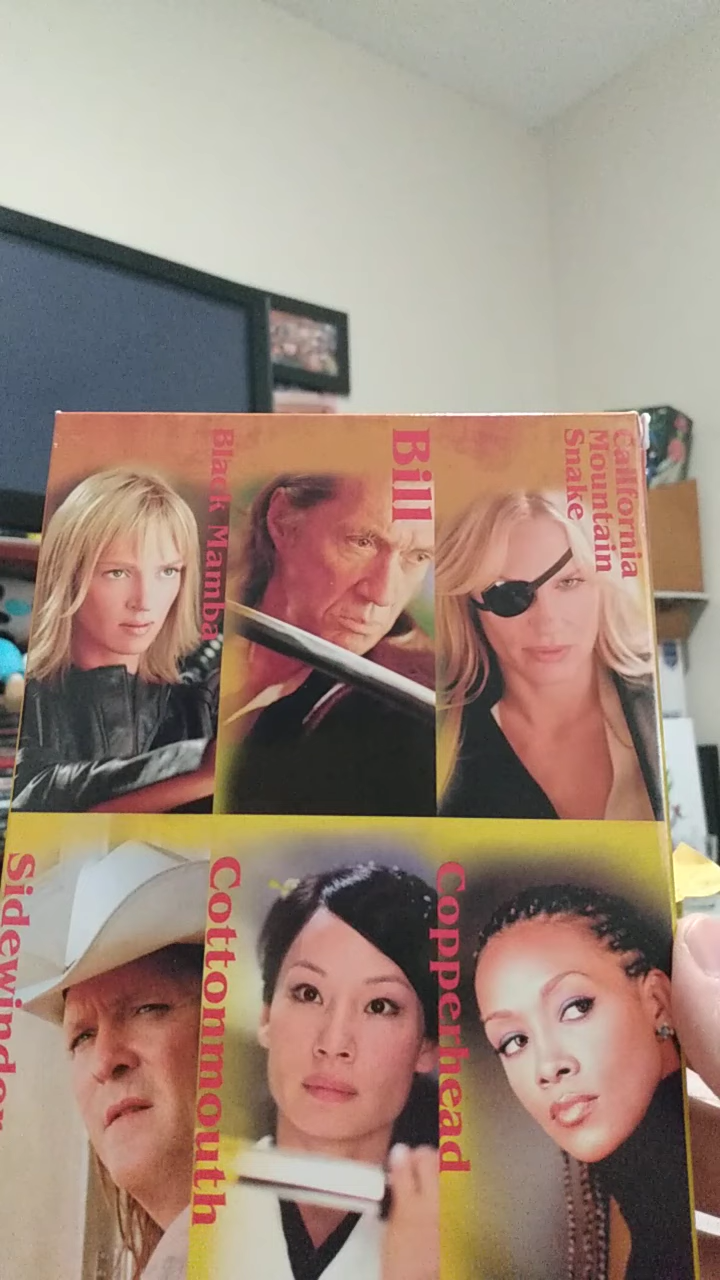 Black Mamba
Bill
California
Mountain
Snake
Sidewinder
Cottonmouth
Copperhead